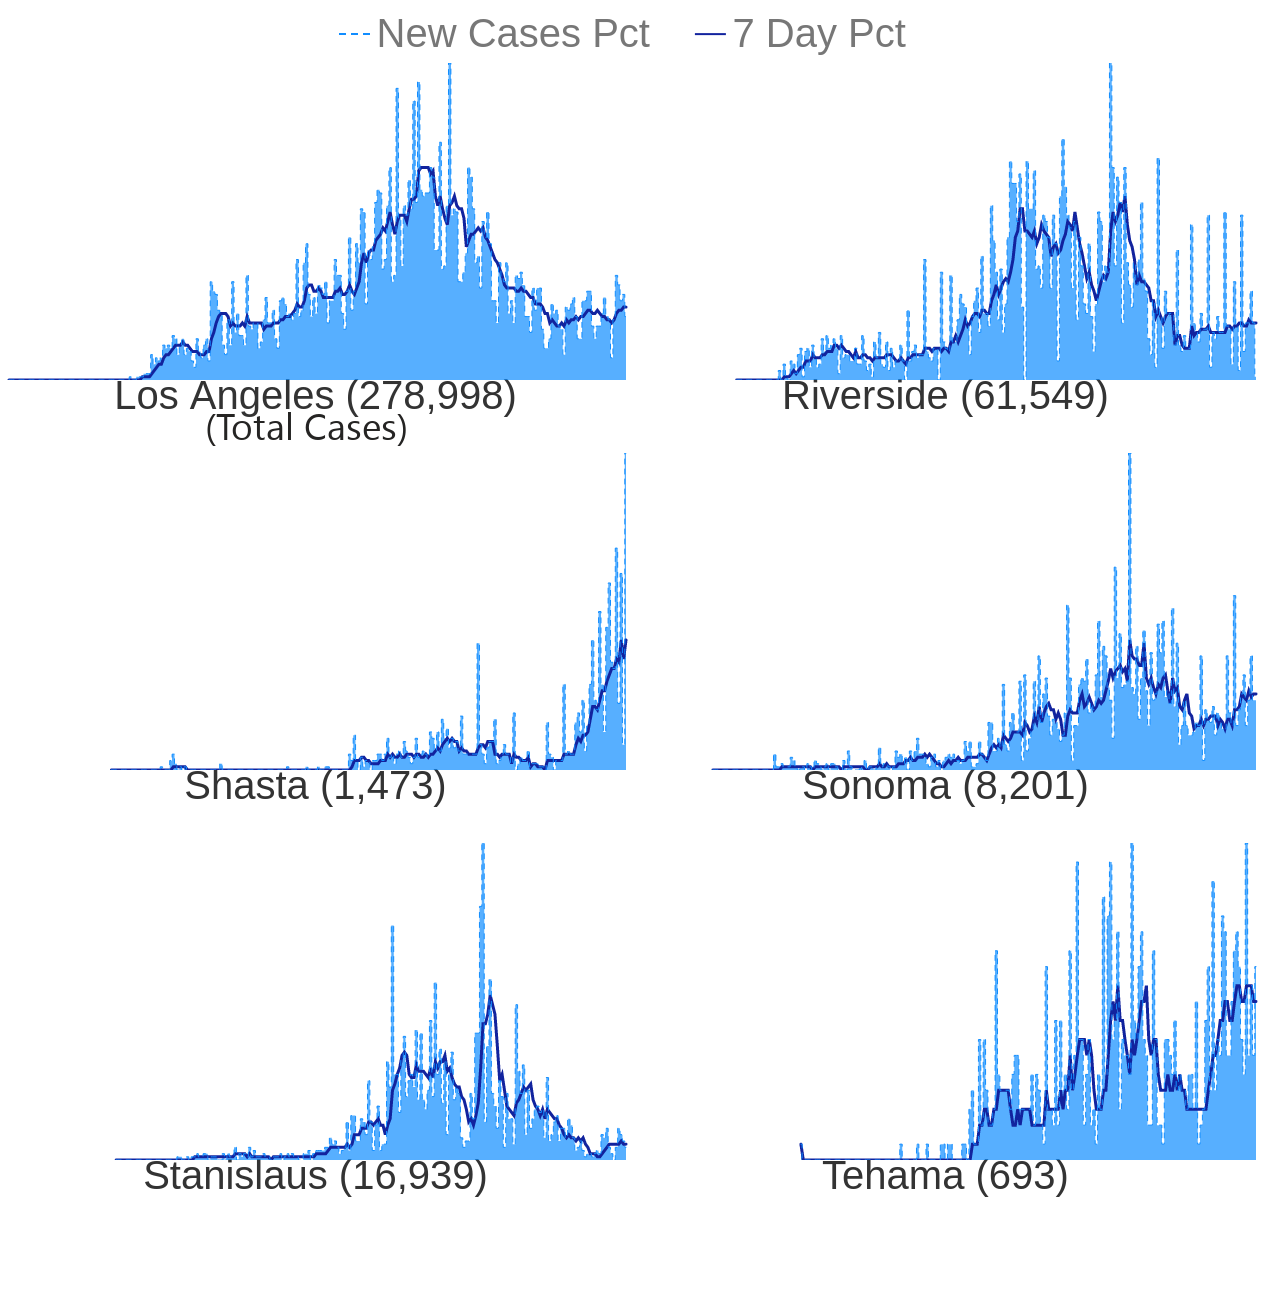 New Cases Pct 7 Day Pct
Los Angeles (278,998) Riverside (61,549)
(Total Cases)
Shasta (1,473) Sonoma (8,201)
Stanislaus (16,939) Tehama (693)